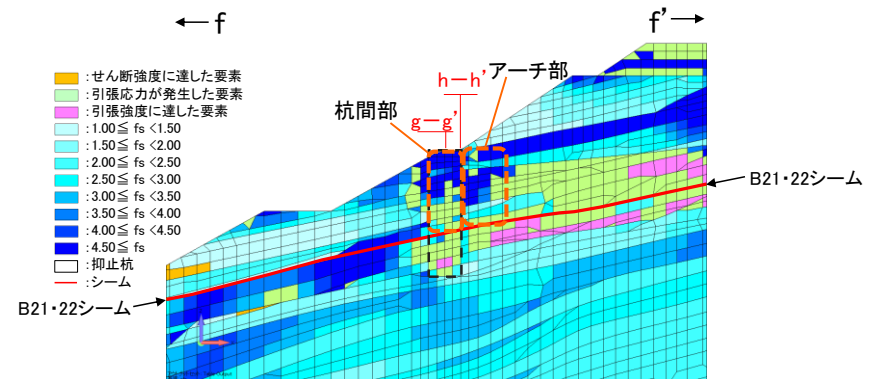 ← f
f' →
h－h'
アーチ部
杭間部
g－g'
:せん断強度に達した要素
:引張応力が発生した要素
:引張強度に達した要素
:1.00≦ fs <1.50
:1.50≦ fs <2.00
:2.00≦ fs <2.50
:2.50≦ fs <3.00
:3.00≦ fs <3.50
:3.50≦ fs <4.00
:4.00≦ fs <4.50
:4.50≦ fs
:抑止杭
:シーム
B21・22シーム
B21・22シーム